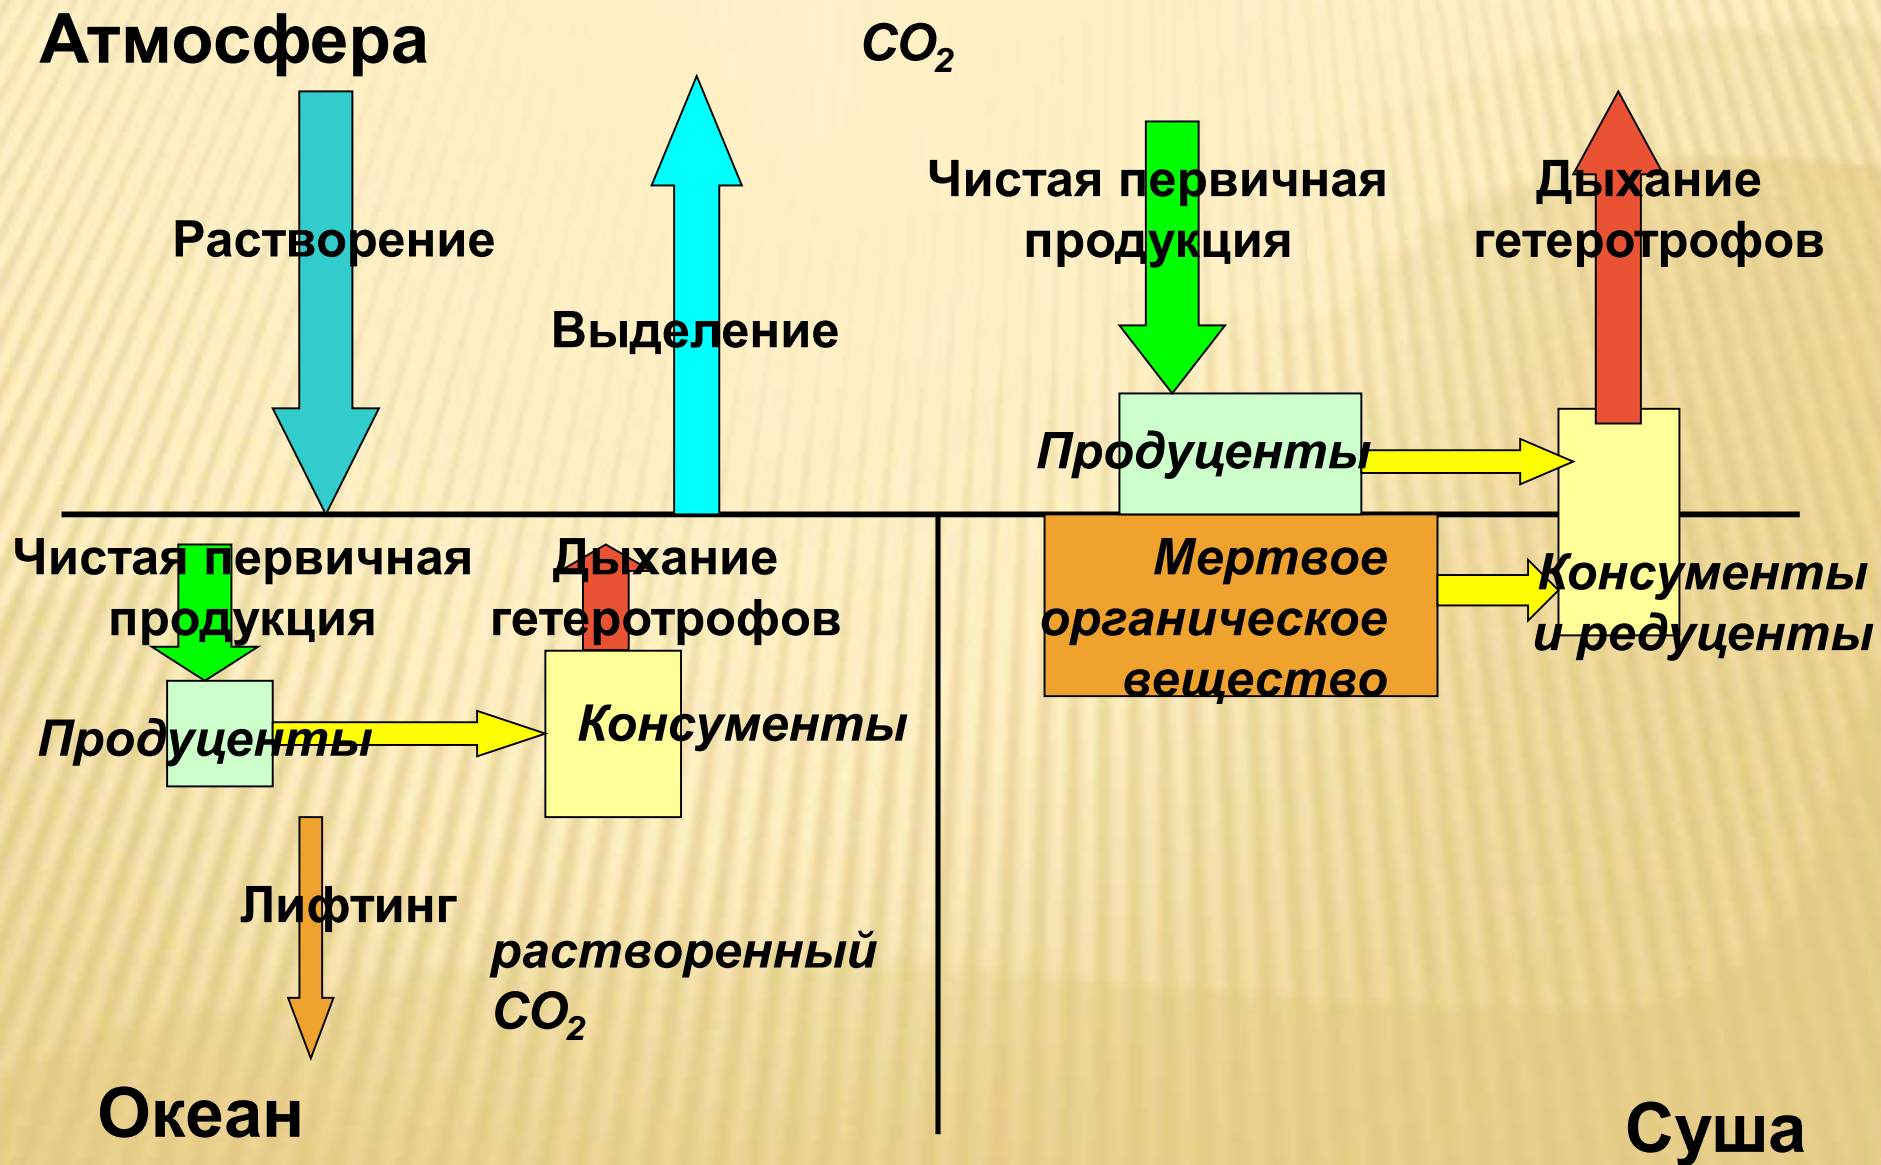 Атмосфера
CO2
Чистая первичная
продукция
Дыхание
гетеротрофов
Растворение
Выделение
Продуценты
Чистая первичная
продукция
Дыхание
гетеротрофов
Мертвое
органическое
вещество
Консументы
и редуценты
Продуценты
Консументы
Лифтинг
растворенный
CO2
Океан
Суша